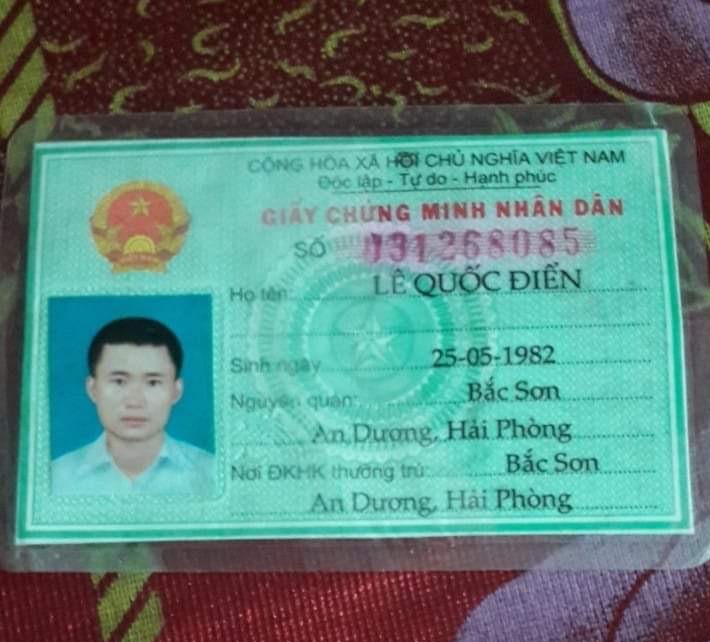 CỘNG HÒA XÃ HỘI CHỦ NGHĨA VIỆT NAM
Độc lập - Tự do - Hạnh phúc
GIẤY CHỨNG MINH NHÂN DÂN
SỐ 031268085
Họ tên: LÊ QUỐC ĐIỂN
Sinh ngày 25-05-1982
Nguyên quán: Bắc Sơn
An Dương, Hải Phòng
Nơi ĐKHK thường trú: Bắc Sơn
An Dương, Hải Phòng